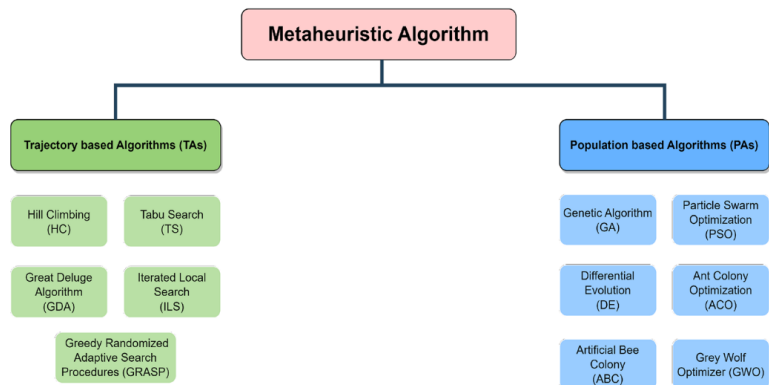 Metaheuristic Algorithm
Trajectory based Algorithms (TAs)
Population based Algorithms (PAs)
Hill Climbing
(HC)
Tabu Search
(TS)
Great Deluge
Algorithm
(GDA)
Iterated Local
Search
(ILS)
Greedy Randomized
Adaptive Search
Procedures (GRASP)
Genetic Algorithm
(GA)
Particle Swarm
Optimization
(PSO)
Differential
Evolution
(DE)
Ant Colony
Optimization
(ACO)
Artificial Bee
Colony
(ABC)
Grey Wolf
Optimizer (GWO)